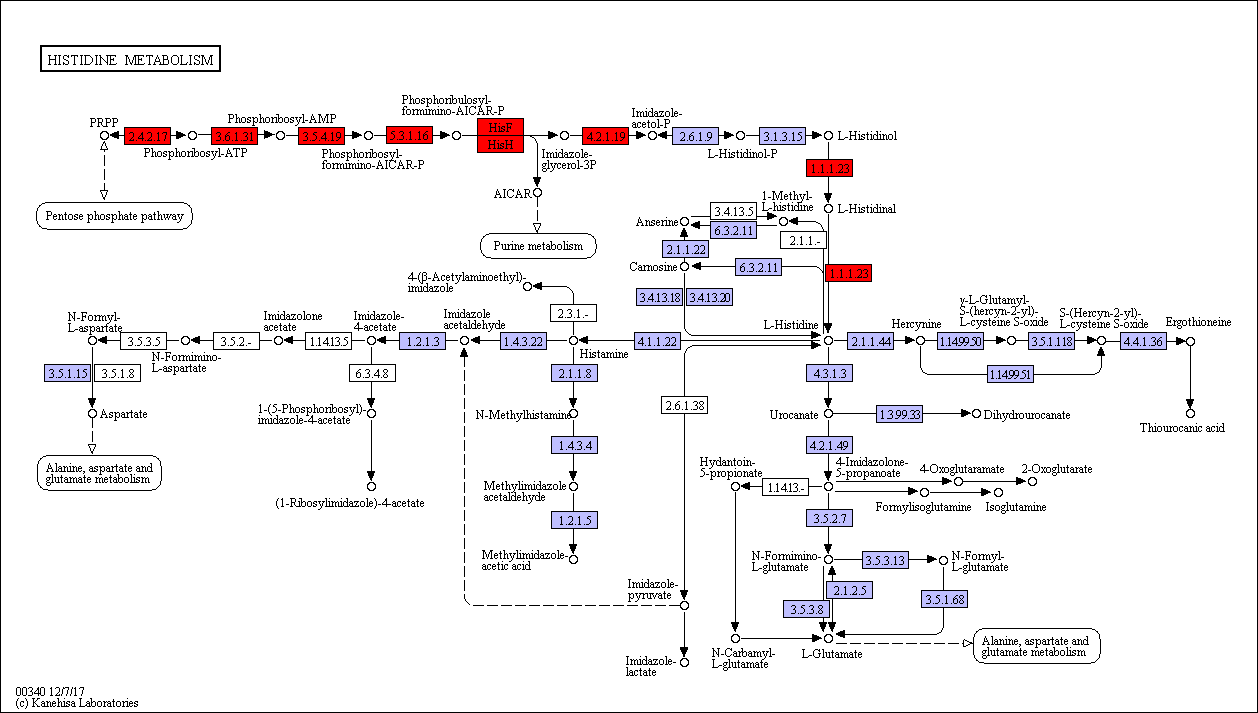 HISTIDINE METABOLISM
PRPP
2.4.2.17
Phosphoribosyl-ATP
3.6.1.31
Phosphoribosyl-AMP
3.5.4.19
Phosphoribosyl-
formimino-AICAR-P
5.3.1.16
Phosphoribulosyl-
formimino-AICAR-P
HisF
HisH
Imidazole-
glycerol-3P
4.2.1.19
Imidazole-
acetol-P
2.6.1.9
L-Histidinol-P
3.1.3.15
L-Histidinol
Pentose phosphate pathway
AICAR
Purine metabolism
1.1.1.23
L-Histidinal
1-Methyl-
L-histidine
3.4.13.5
Anserine
6.3.2.11
2.1.1.-
2.1.1.22
Carnosine
6.3.2.11
1.1.1.23
3.4.13.18
3.4.13.20
4-(β-Acetylaminoethyl)-
imidazole
2.3.1.-
N-Formyl-
L-aspartate
3.5.3.5
3.5.2.-
N-Formimino-
L-aspartate
Imidazolone
acetate
1.14.13.5
Imidazole-
4-acetate
1.2.1.3
Imidazole
acetaldehyde
1.4.3.22
Histamine
4.1.1.22
L-Histidine
2.1.1.44
Hercynine
γ-L-Glutamyl-
S-(hercyn-2-yl)-
L-cysteine S-oxide
1.14.99.50
3.5.1.118
S-(Hercyn-2-yl)-
L-cysteine S-oxide
4.4.1.36
Ergothioneine
1.14.99.51
3.5.1.15
3.5.1.8
6.3.4.8
2.1.1.8
4.3.1.3
2.6.1.38
Aspartate
1-(5-Phosphoribosyl)-
imidazole-4-acetate
N-Methylhistamine
Urocanate
1.3.99.33
Dihydrourocanate
Thiourocanic acid
1.4.3.4
4.2.1.49
Alanine, aspartate and
glutamate metabolism
Hydantoin-
5-propionate
1.14.13.-
4-Imidazolone-
5-propanoate
4-Oxoglutaramate
2-Oxoglutarate
Formylisoglutamine
Isoglutamine
(1-Ribosylimidazole)-4-acetate
Methylimidazole
acetaldehyde
1.2.1.5
3.5.2.7
Methylimidazole-
acetic acid
N-Formimino-
L-glutamate
3.5.3.13
N-Formyl-
L-glutamate
Imidazole-
pyruvate
2.1.2.5
3.5.3.8
3.5.1.68
N-Carbamyl-
L-glutamate
L-Glutamate
Alanine, aspartate and
glutamate metabolism
Imidazole-
lactate
00340 12/7/17
(c) Kanehisa Laboratories